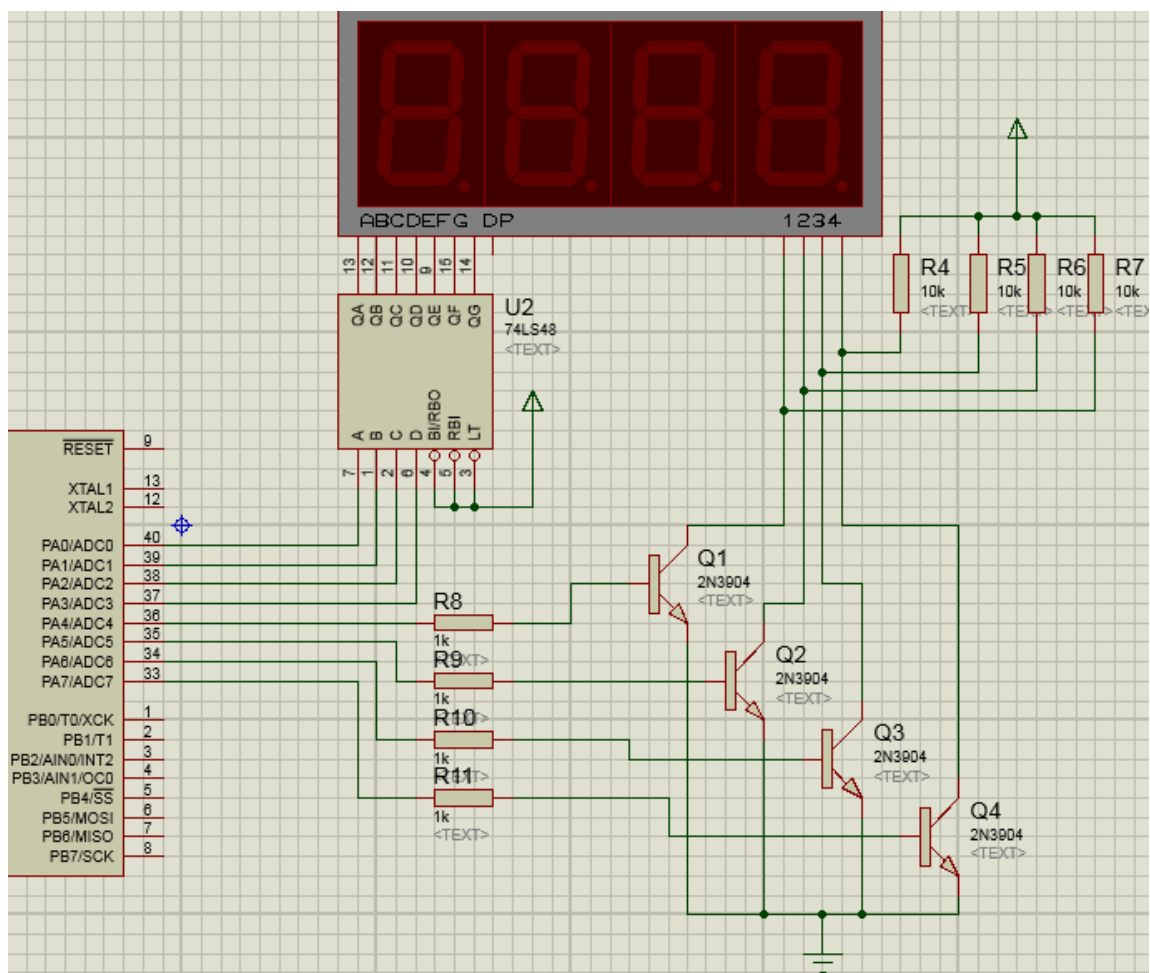 ABCDEFG DP
1234
13
12
11
10
9
15
14
QA
QB
QC
QD
QE
QF
QG
U2
74LS48
<TEXT>
A
B
C
D
BI/RBO
RBI
LT
7
1
2
6
4
5
3
R4
10k
<TEXT>
R5
10k
<TEXT>
R6
10k
<TEXT>
R7
10k
<TE
RESET 9
XTAL1 13
XTAL2 12
PA0/ADC0 40
PA1/ADC1 39
PA2/ADC2 38
PA3/ADC3 37
PA4/ADC4 36
PA5/ADC5 35
PA6/ADC6 34
PA7/ADC7 33
PB0/T0/XCK 1
PB1/T1 2
PB2/AIN0/INT2 3
PB3/AIN1/OC0 4
PB4/SS 5
PB5/MOSI 6
PB6/MISO 7
PB7/SCK 8
R8
1k
<TEXT>
R9
1k
<TEXT>
R10
1k
<TEXT>
R11
1k
<TEXT>
Q1
2N3904
<TEXT>
Q2
2N3904
<TEXT>
Q3
2N3904
<TEXT>
Q4
2N3904
<TEXT>